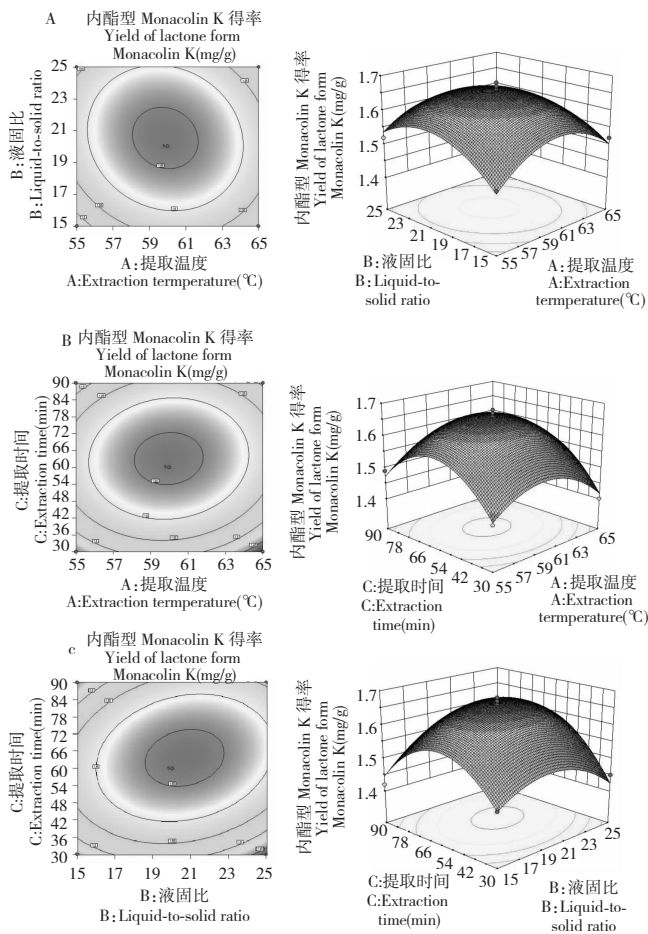 A 内酯型 Monacolin K 得率
Yield of lactone form
Monacolin K(mg/g)
25
23
21
19
17
15
B:液固比
B:Liquid-to-solid ratio
55 57 59 61 63 65
A:提取温度
A:Extraction termperature(℃)
内酯型 Monacolin K 得率
Yield of lactone form
Monacolin K(mg/g)
1.7
1.6
1.5
1.4
25 23 21 19 17 15
55 57 59 61 63 65
B:液固比
B:Liquid-to-
solid ratio
A:提取温度
A:Extraction
termperature(℃)
B 内酯型 Monacolin K 得率
Yield of lactone form
Monacolin K(mg/g)
90
84
78
72
66
60
54
48
42
36
30
C:提取时间
C:Extraction time(min)
55 57 59 61 63 65
A:提取温度
A:Extraction termperature(℃)
内酯型 Monacolin K 得率
Yield of lactone form
Monacolin K(mg/g)
1.7
1.6
1.5
1.4
90 78 66 54 42 30
55 57 59 61 63 65
C:提取时间
C:Extraction
time(min)
A:提取温度
A:Extraction
termperature(℃)
c 内酯型 Monacolin K 得率
Yield of lactone form
Monacolin K(mg/g)
90
84
78
72
66
60
54
48
42
36
30
C:提取时间
C:Extraction time(min)
15 17 19 21 23 25
B:液固比
B:Liquid-to-solid ratio
内酯型 Monacolin K 得率
Yield of lactone form
Monacolin K(mg/g)
1.7
1.6
1.5
1.4
90 78 66 54 42 30
15 17 19 21 23 25
C:提取时间
C:Extraction
time(min)
B:液固比
B:Liquid-to-
solid ratio